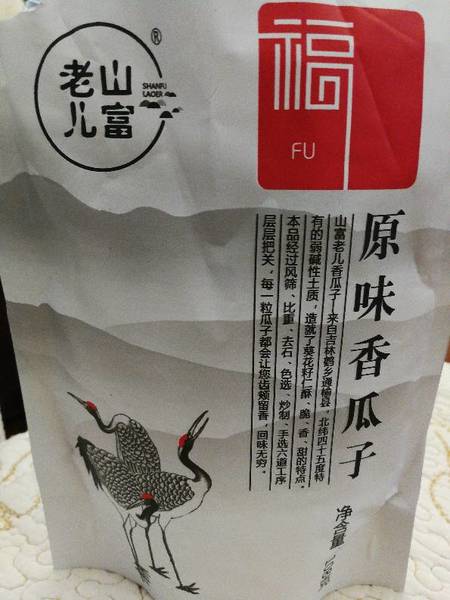 山富
老儿
®
SHANFU
LAOER
福
FU
原味香瓜子
山富老儿香瓜子—来自吉林鹤乡通榆县，北纬四十五度特
有的弱碱性土质，造就了葵花籽仁酥、脆、香、甜的特点。
本品经过风筛、比重、去石、色选、炒制、手选六道工序
层层把关，每一粒瓜子都会让您齿颊留香，回味无穷。
净含量